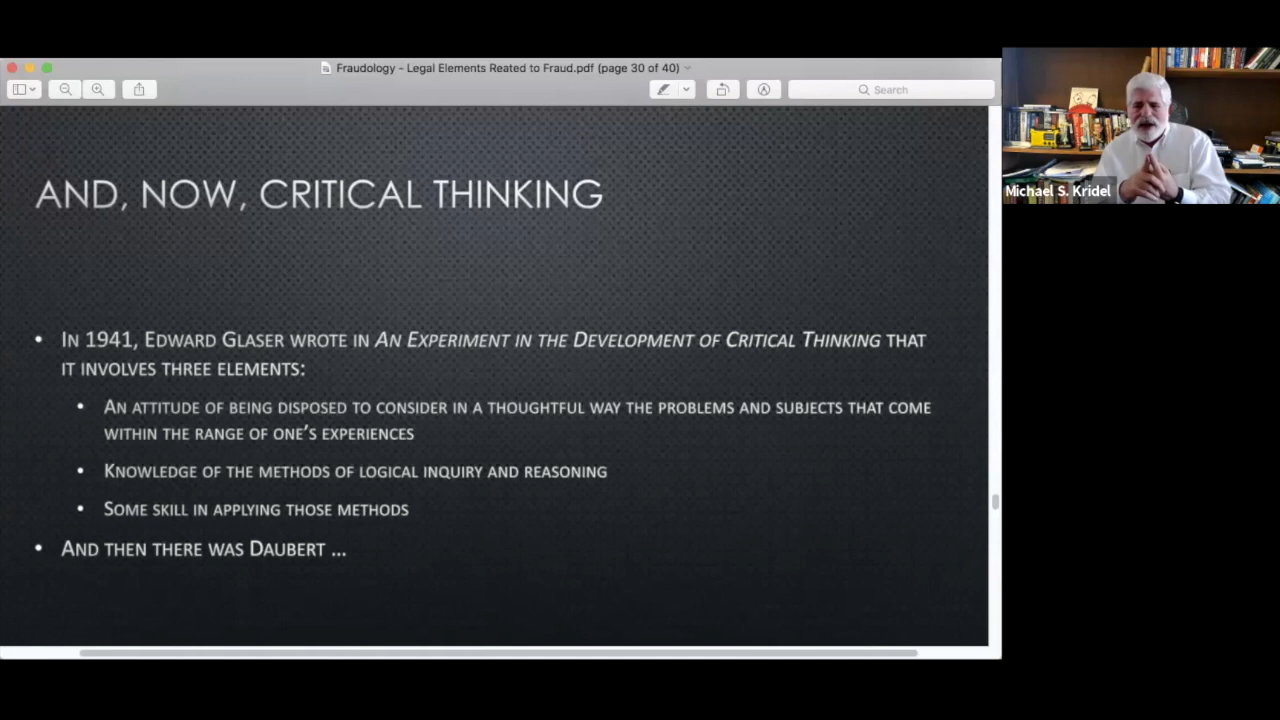 Fraudology - Legal Elements Reated to Fraud.pdf (page 30 of 40)
Search
AND, NOW, CRITICAL THINKING
• IN 1941, EDWARD GLASER WROTE IN AN EXPERIMENT IN THE DEVELOPMENT OF CRITICAL THINKING THAT
IT INVOLVES THREE ELEMENTS:
• AN ATTITUDE OF BEING DISPOSED TO CONSIDER IN A THOUGHTFUL WAY THE PROBLEMS AND SUBJECTS THAT COME
WITHIN THE RANGE OF ONE'S EXPERIENCES
• KNOWLEDGE OF THE METHODS OF LOGICAL INQUIRY AND REASONING
• SOME SKILL IN APPLYING THOSE METHODS
• AND THEN THERE WAS DAUBERT ...
Michael S. Kridel